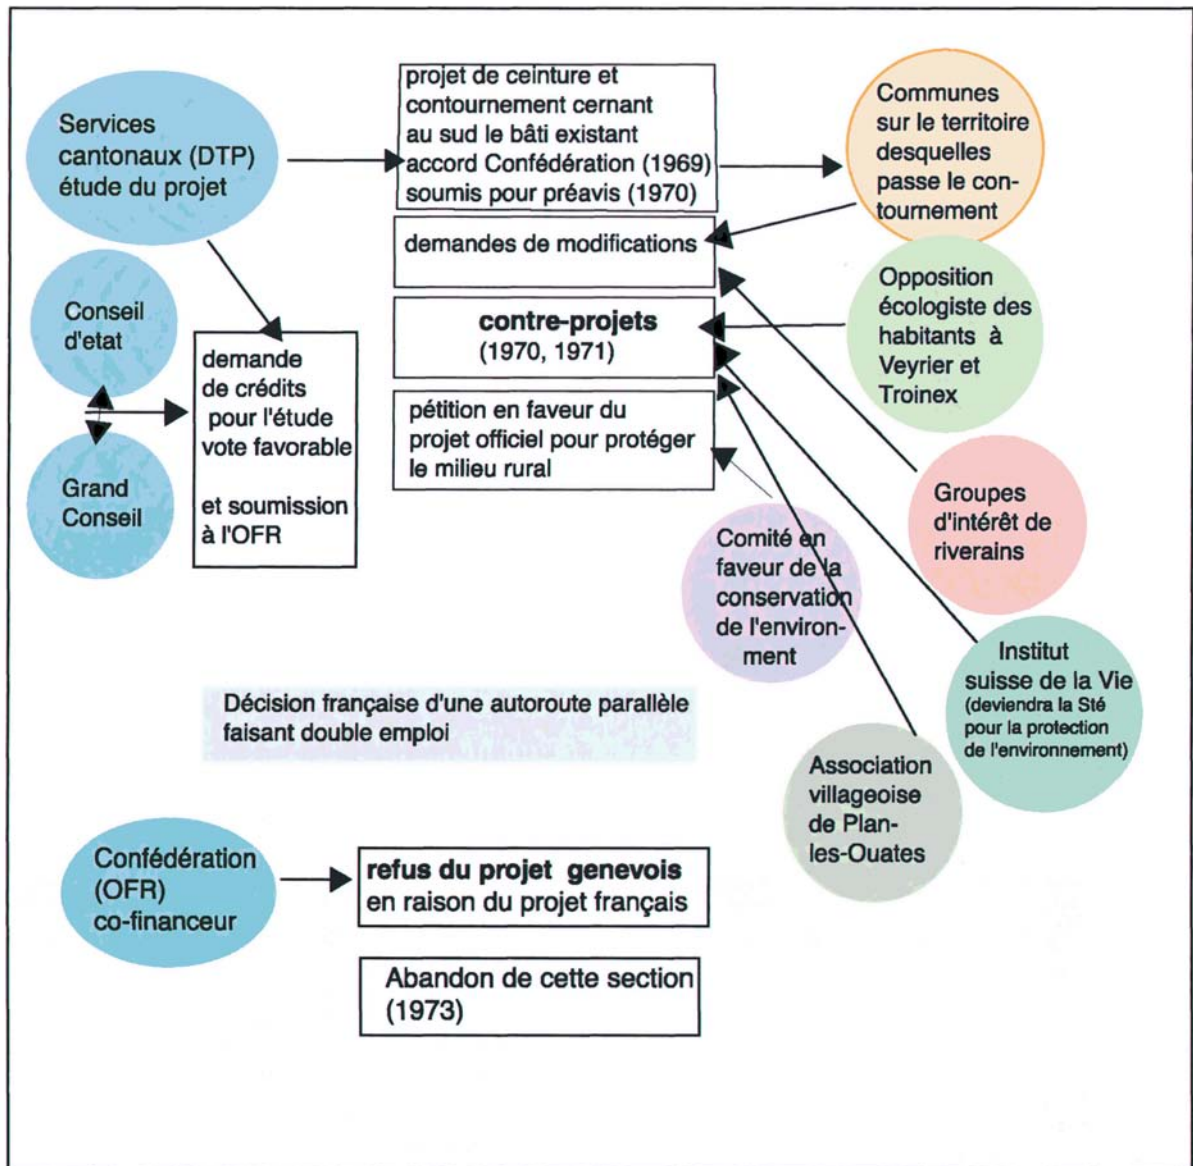 Services
cantonaux (DTP)
étude du projet
projet de ceinture et
contournement cernant
au sud le bâti existant
accord Confédération (1969)
soumis pour préavis (1970)
Communes
sur le territoire
desquelles
passe le con-
tournement
demandes de modifications
Conseil
d'etat
Grand
Conseil
demande
de crédits
pour l'étude
vote favorable
et soumission
à l'OFR
contre-projets
(1970, 1971)
Opposition
écologiste des
habitants à
Veyrier et
Troinex
pétition en faveur du
projet officiel pour protéger
le milieu rural
Groupes
d'intérêt de
riverains
Comité en
faveur de la
conservation
de l'environ-
ment
Institut
suisse de la Vie
(deviendra la Sté
pour la protection
de l'environnement)
Décision française d'une autoroute parallèle
faisant double emploi
Association
villageoise
de Plan-
les-Ouates
Confédération
(OFR)
co-financeur
refus du projet genevois
en raison du projet français
Abandon de cette section
(1973)